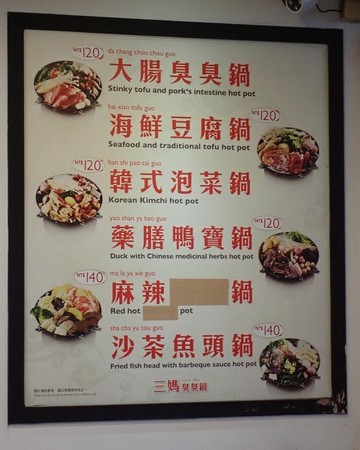 NT$120
da chang chou chou guo
大腸臭臭鍋
Stinky tofu and pork's intestine hot pot
hai xian tofu guo
海鮮豆腐鍋
NT$120
Seafood and traditional tofu hot pot
NT$120
han shi pao cai guo
韓式泡菜鍋
Korean Kimchi hot pot
yao shan ya bao guo
藥膳鴨寶鍋
NT$120
Duck with Chinese medicinal herbs hot pot
NT$140
ma la ya xie guo
麻辣 鍋
Red hot pot
sha cha yu tou guo
沙茶魚頭鍋
NT$140
Fried fish head with barbeque sauce hot pot
三媽臭臭鍋